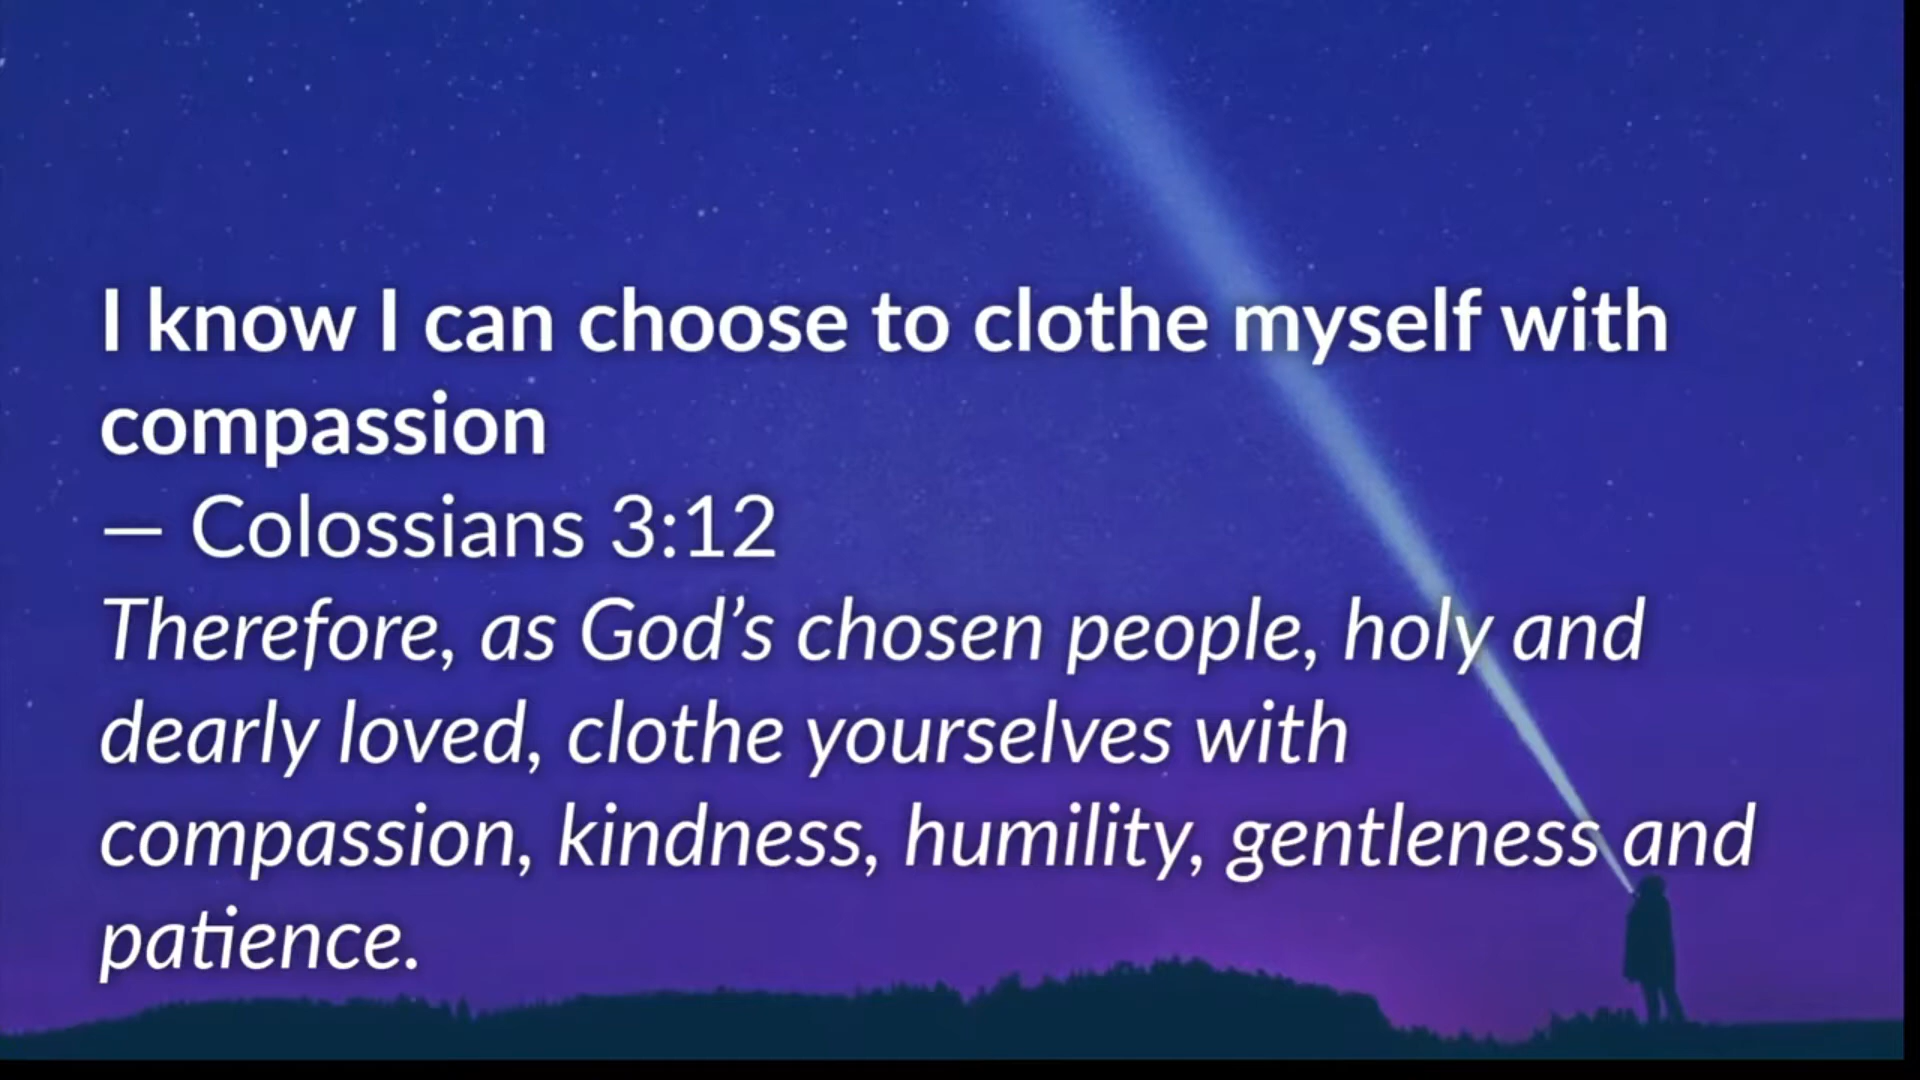 I know I can choose to clothe myself with
compassion
— Colossians 3:12
Therefore, as God’s chosen people, holy and
dearly loved, clothe yourselves with
compassion, kindness, humility, gentleness and
patience.